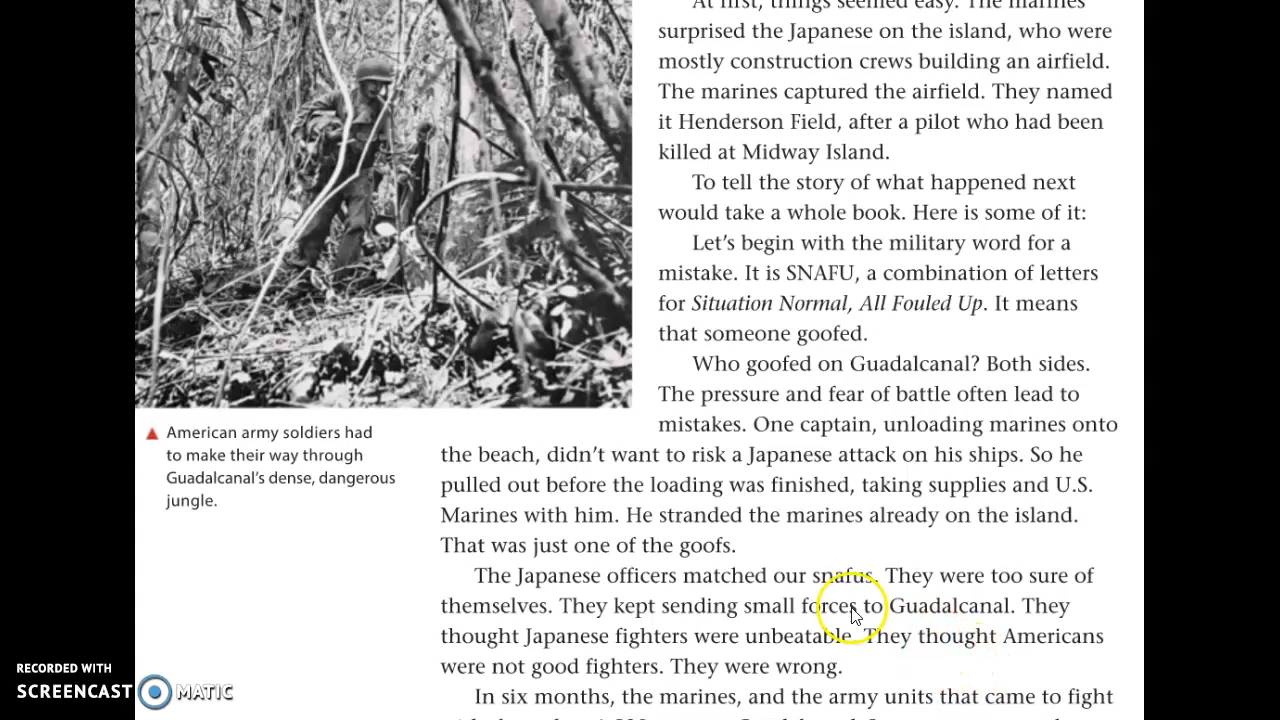 At first, things seemed easy. The marines
surprised the Japanese on the island, who were
mostly construction crews building an airfield.
The marines captured the airfield. They named
it Henderson Field, after a pilot who had been
killed at Midway Island.
To tell the story of what happened next
would take a whole book. Here is some of it:
Let's begin with the military word for a
mistake. It is SNAFU, a combination of letters
for Situation Normal, All Fouled Up. It means
that someone goofed.
Who goofed on Guadalcanal? Both sides.
The pressure and fear of battle often lead to
mistakes. One captain, unloading marines onto
the beach, didn't want to risk a Japanese attack on his ships. So he
pulled out before the loading was finished, taking supplies and U.S.
Marines with him. He stranded the marines already on the island.
That was just one of the goofs.
The Japanese officers matched our snafus. They were too sure of
themselves. They kept sending small forces to Guadalcanal. They
thought Japanese fighters were unbeatable. They thought Americans
were not good fighters. They were wrong.
In six months, the marines, and the army units that came to fight
American army soldiers had
to make their way through
Guadalcanal's dense, dangerous
jungle.
RECORDED WITH
SCREENCAST MATIC